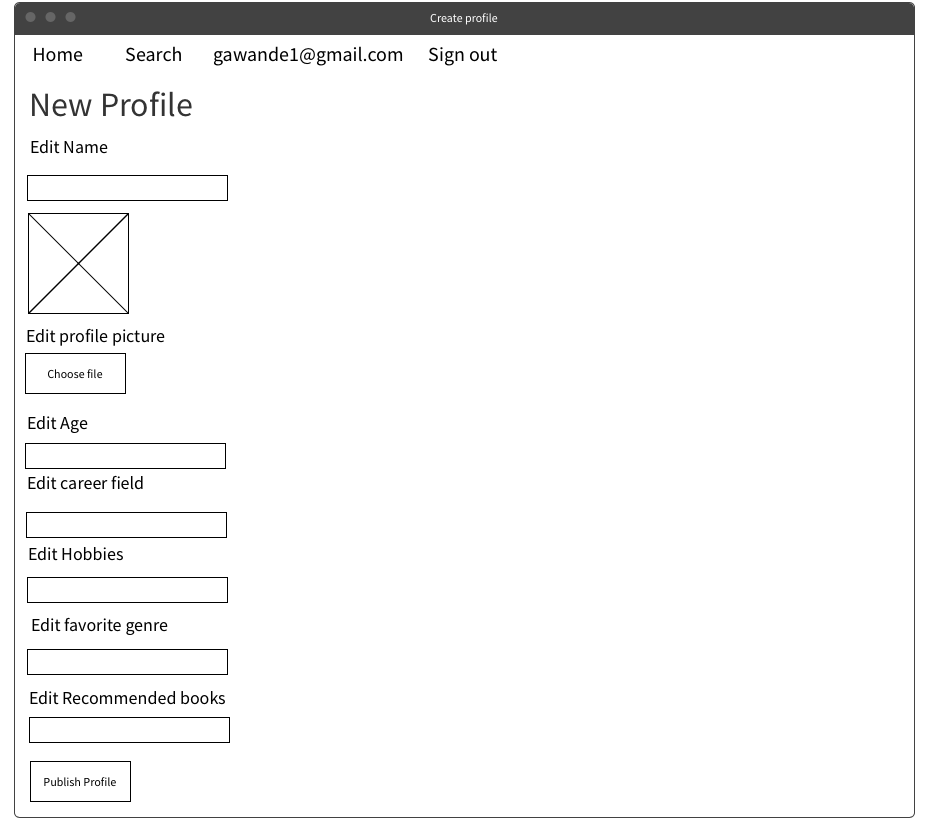 Create profile
Home Search gawande1@gmail.com Sign out
New Profile
Edit Name
Edit profile picture
Choose file
Edit Age
Edit career field
Edit Hobbies
Edit favorite genre
Edit Recommended books
Publish Profile